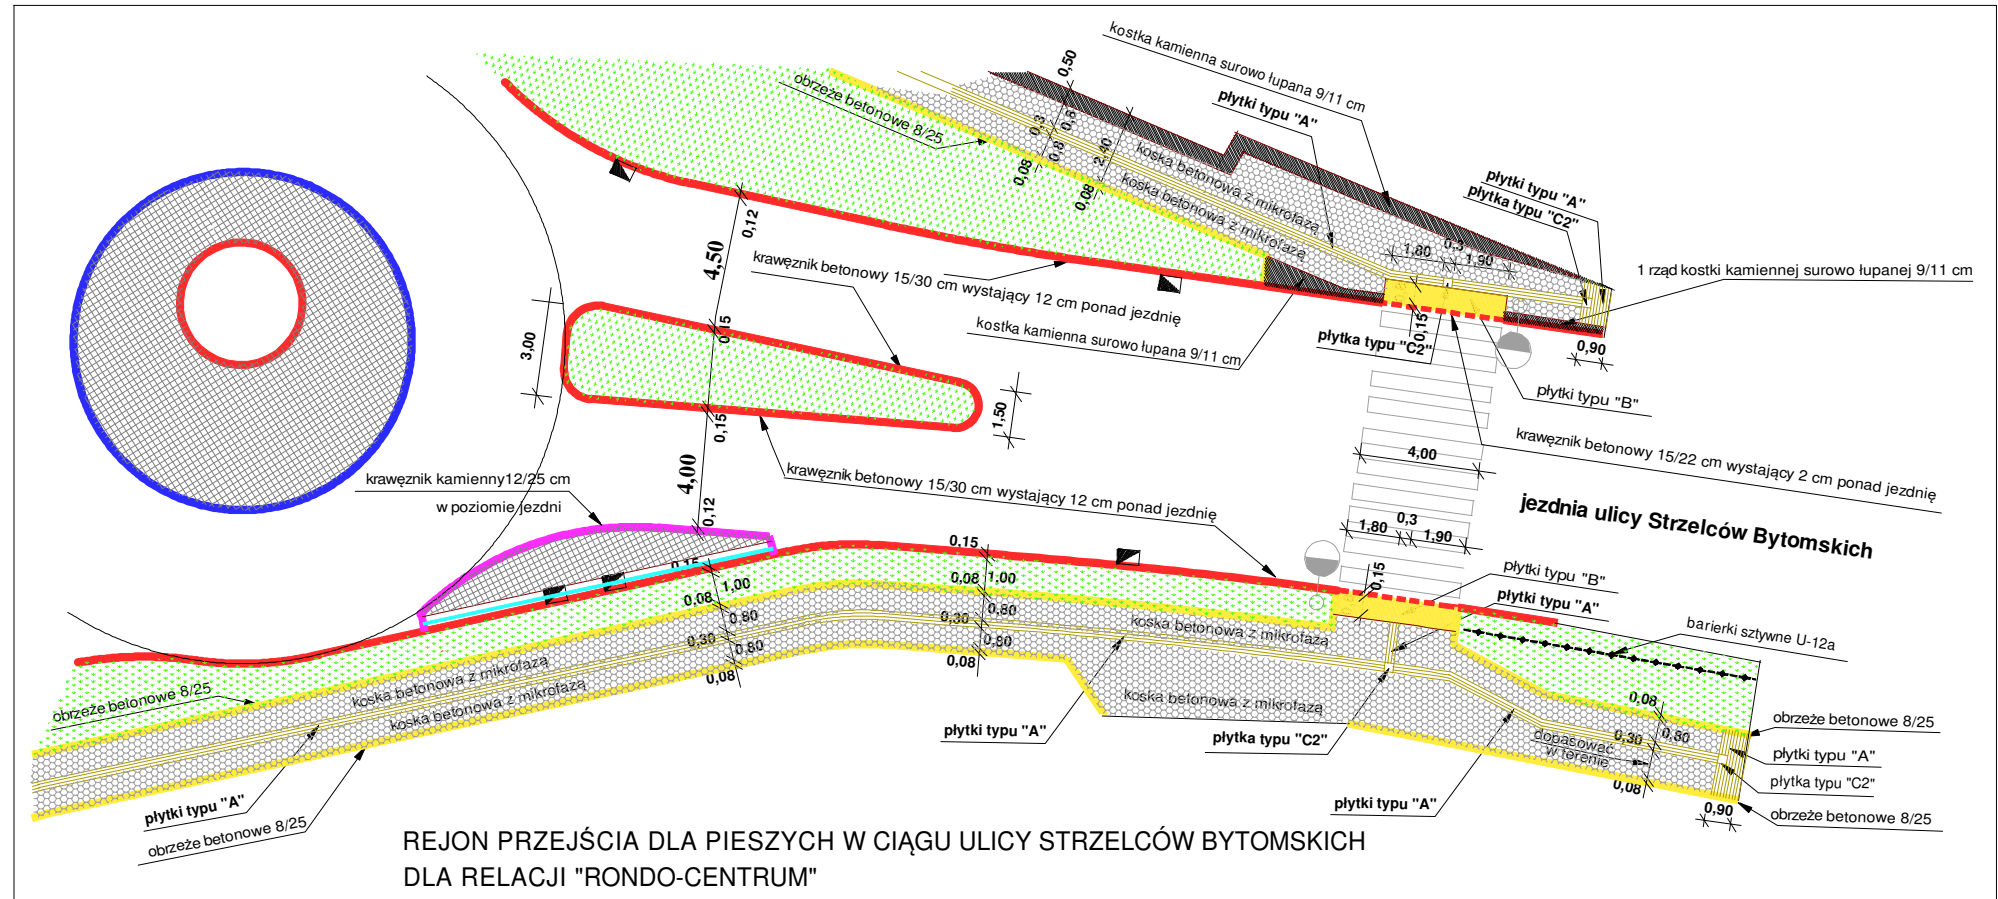 kostka kamienna surowo łupana 9/11 cm
0,50
płytki typu "A"
obrzeże betonowe 8/25
0,3
0,8
0,8
2,40
0,08
0,08
koska betonowa z mikrofazą
koska betonowa z mikrofazą
płytki typu "A"
płytka typu "C2"
1,80
0,3
1,90
1 rząd kostki kamiennej surowo łupanej 9/11 cm
0,12
4,50
krawęznik betonowy 15/30 cm wystający 12 cm ponad jezdnię
kostka kamienna surowo łupana 9/11 cm
0,15
płytka typu "C2"
0,15
0,90
3,00
1,50
płytki typu "B"
0,15
4,00
0,12
krawęznik betonowy 15/22 cm wystający 2 cm ponad jezdnię
4,00
krawęznik betonowy 15/30 cm wystający 12 cm ponad jezdnię
jezdnia ulicy Strzelców Bytomskich
krawęznik kamienny12/25 cm
w poziomie jezdni
1,80
0,3
1,90
0,15
0,15
0,15
1,00
0,08
0,80
0,30
0,80
0,08
1,00
0,08
0,80
0,30
0,80
0,08
płytki typu "B"
płytki typu "A"
barierki sztywne U-12a
koska betonowa z mikrofazą
koska betonowa z mikrofazą
koska betonowa z mikrofazą
koska betonowa z mikrofazą
obrzeże betonowe 8/25
płytki typu "A"
płytka typu "C2"
płytki typu "A"
0,08
0,80
0,30
0,08
dopasować
w terenie
obrzeże betonowe 8/25
płytki typu "A"
płytka typu "C2"
obrzeże betonowe 8/25
0,90
płytki typu "A"
obrzeże betonowe 8/25
REJON PRZEJŚCIA DLA PIESZYCH W CIĄGU ULICY STRZELCÓW BYTOMSKICH
DLA RELACJI "RONDO-CENTRUM"